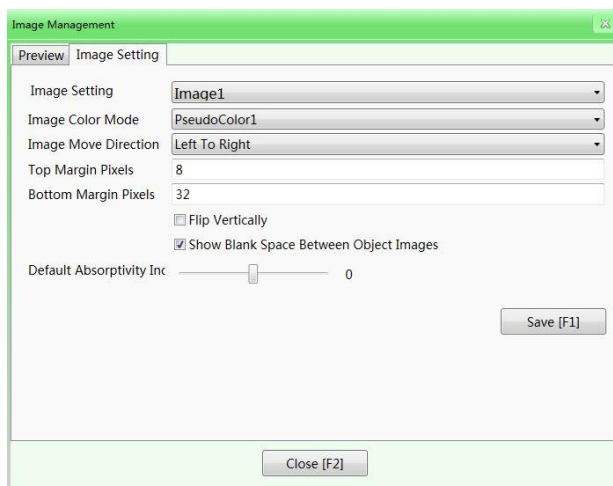 Image Management
Preview Image Setting
Image Setting Image1
Image Color Mode PseudoColor1
Image Move Direction Left To Right
Top Margin Pixels 8
Bottom Margin Pixels 32
Flip Vertically
Show Blank Space Between Object Images
Default Absorptivity Inc 0
Save [F1]
Close [F2]